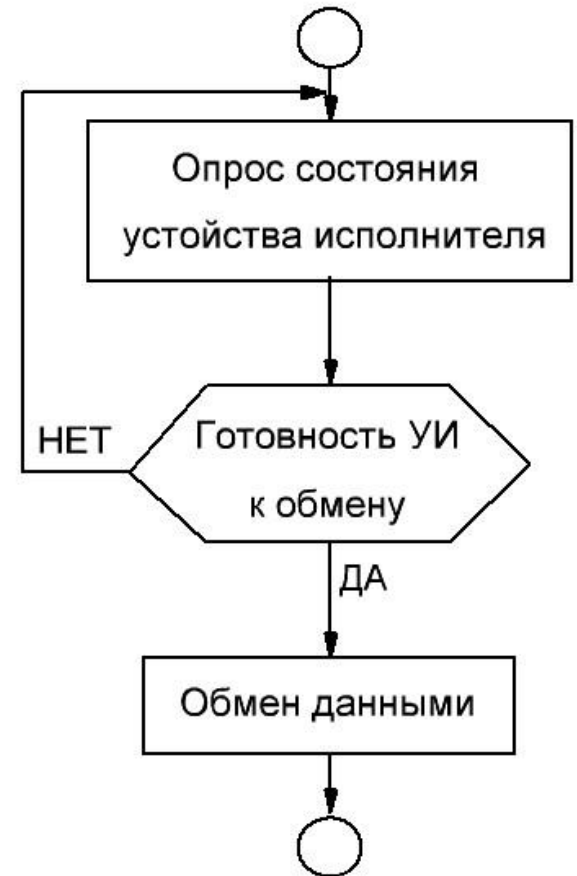 Опрос состояния
устойства исполнителя
НЕТ
Готовность УИ
к обмену
ДА
Обмен данными